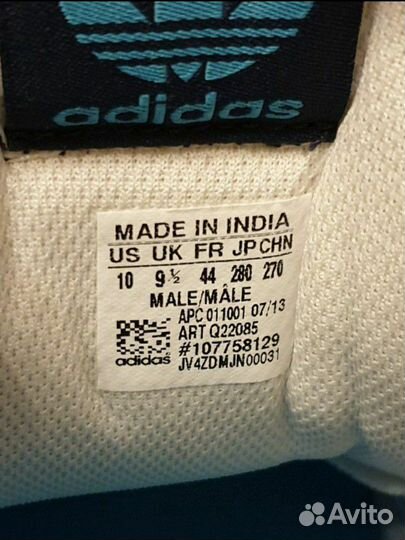 adidas
MADE IN INDIA
US UK FR JP CHN
10 9½ 44 280 270
MALE/MÂLE
APC 011001 07/13
ART Q22085
#107758129
adidas JV4ZDMJN00031
Avito